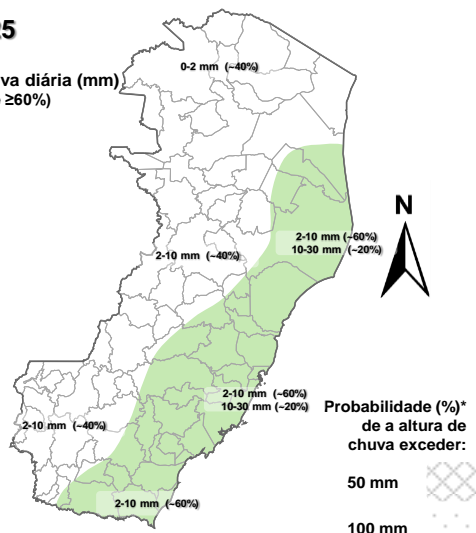 25
va diária (mm)
≥60%)
0-2 mm (~40%)
2-10 mm (~60%)
10-30 mm (~20%)
2-10 mm (~40%)
N
2-10 mm (~60%)
10-30 mm (~20%)
2-10 mm (~40%)
2-10 mm (~60%)
Probabilidade (%)*
de a altura de
chuva exceder:
50 mm
100 mm